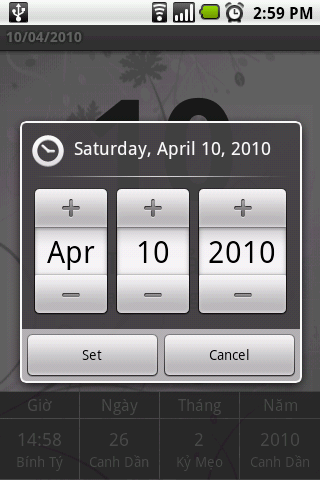 2:59 PM
10/04/2010
10
Saturday, April 10, 2010
+ + +
Apr 10 2010
- - -
Set Cancel
Giờ Ngày Tháng Năm
14:58 26 2 2010
Bính Tý Canh Dần Kỷ Mẹo Canh Dần